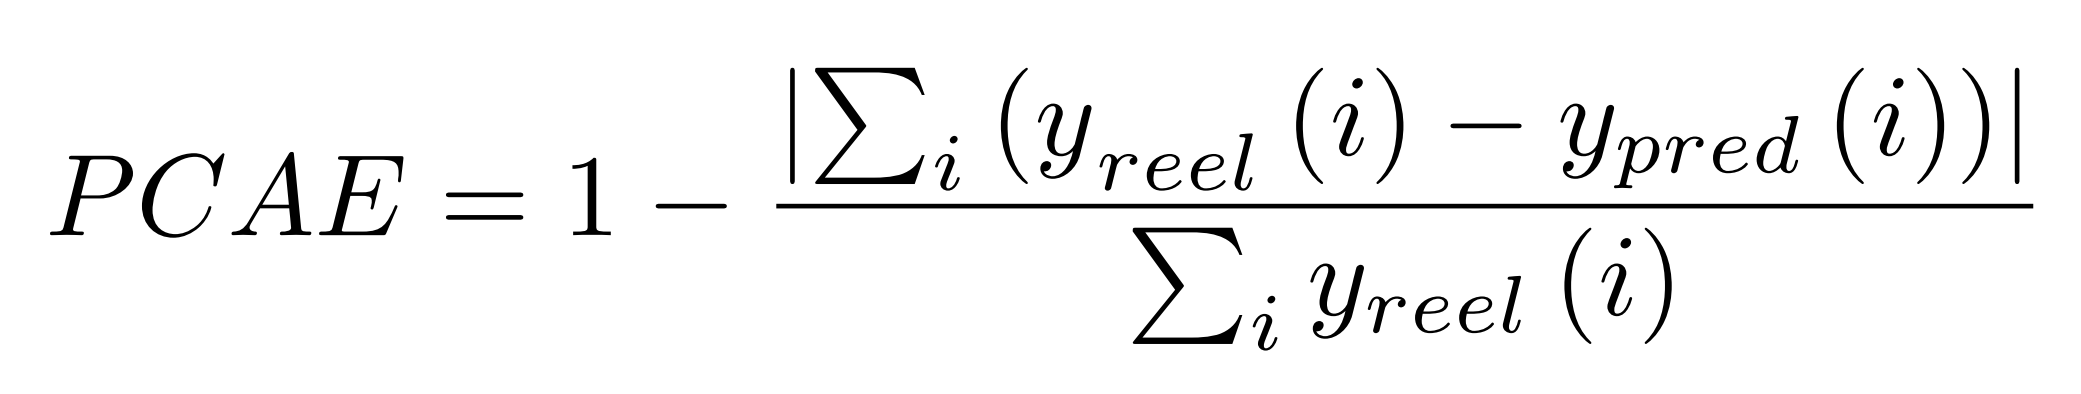 PCAE = 1 − |∑_i (y_reel (i) − y_pred (i))| / ∑_i y_reel (i)